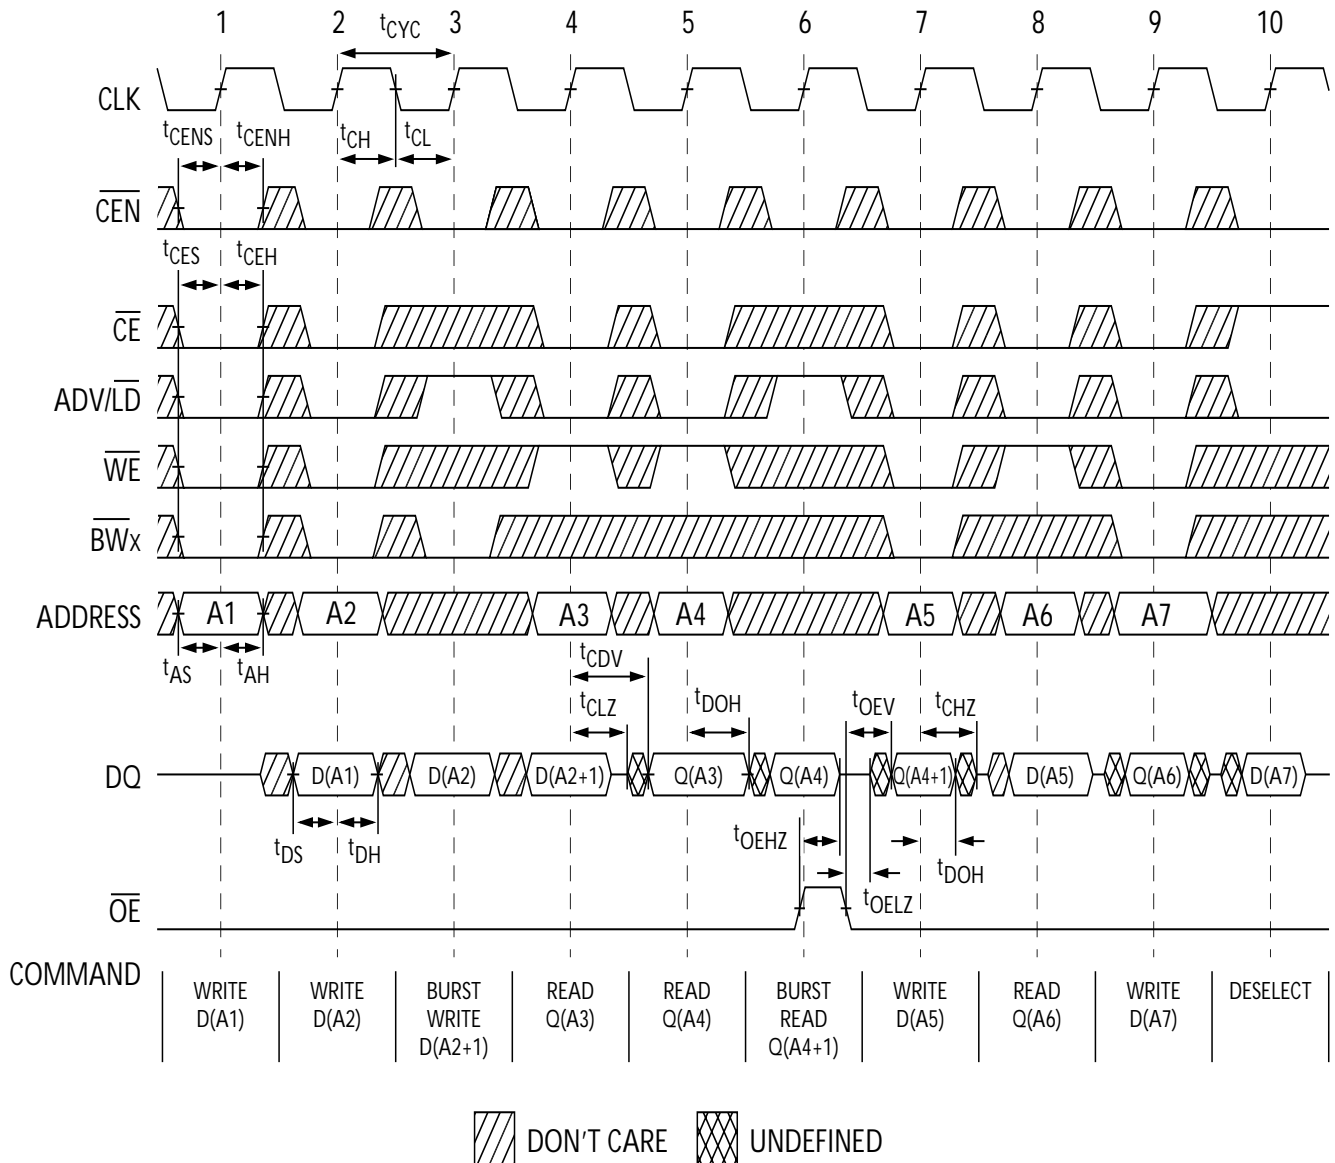 1 2 3 4 5 6 7 8 9 10
tCYC
CLK
tCENS tCENH tCH tCL
CEN
tCES tCEH
CE
ADV/LD
WE
BWx
ADDRESS A1 A2 A3 A4 A5 A6 A7
tAS tAH tCDV
tCLZ tDOH tOEV tCHZ
DQ D(A1) D(A2) D(A2+1) Q(A3) Q(A4) Q(A4+1) D(A5) Q(A6) D(A7)
tDS tDH tOEHZ tDOH
tOELZ
OE
COMMAND
WRITE D(A1)
WRITE D(A2)
BURST WRITE D(A2+1)
READ Q(A3)
READ Q(A4)
BURST READ Q(A4+1)
WRITE D(A5)
READ Q(A6)
WRITE D(A7)
DESELECT
DON'T CARE UNDEFINED